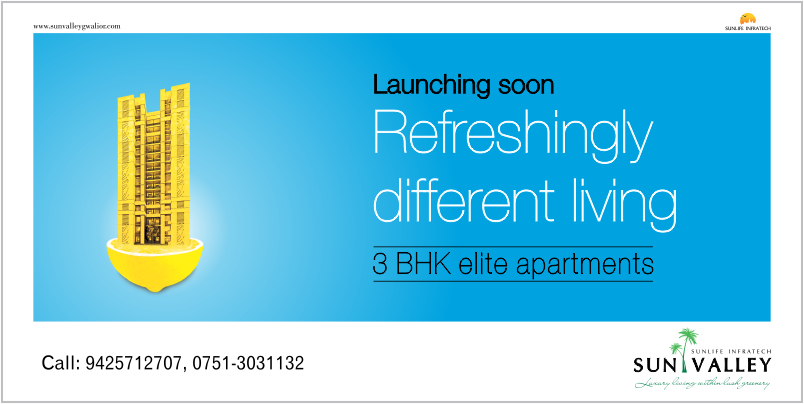 www.sunvalleygwalior.com
SUNLIFE INFRATECH
Launching soon
Refreshingly
different living
3 BHK elite apartments
Call: 9425712707, 0751-3031132
SUNLIFE INFRATECH
SUN VALLEY
Luxury living within lush greenery